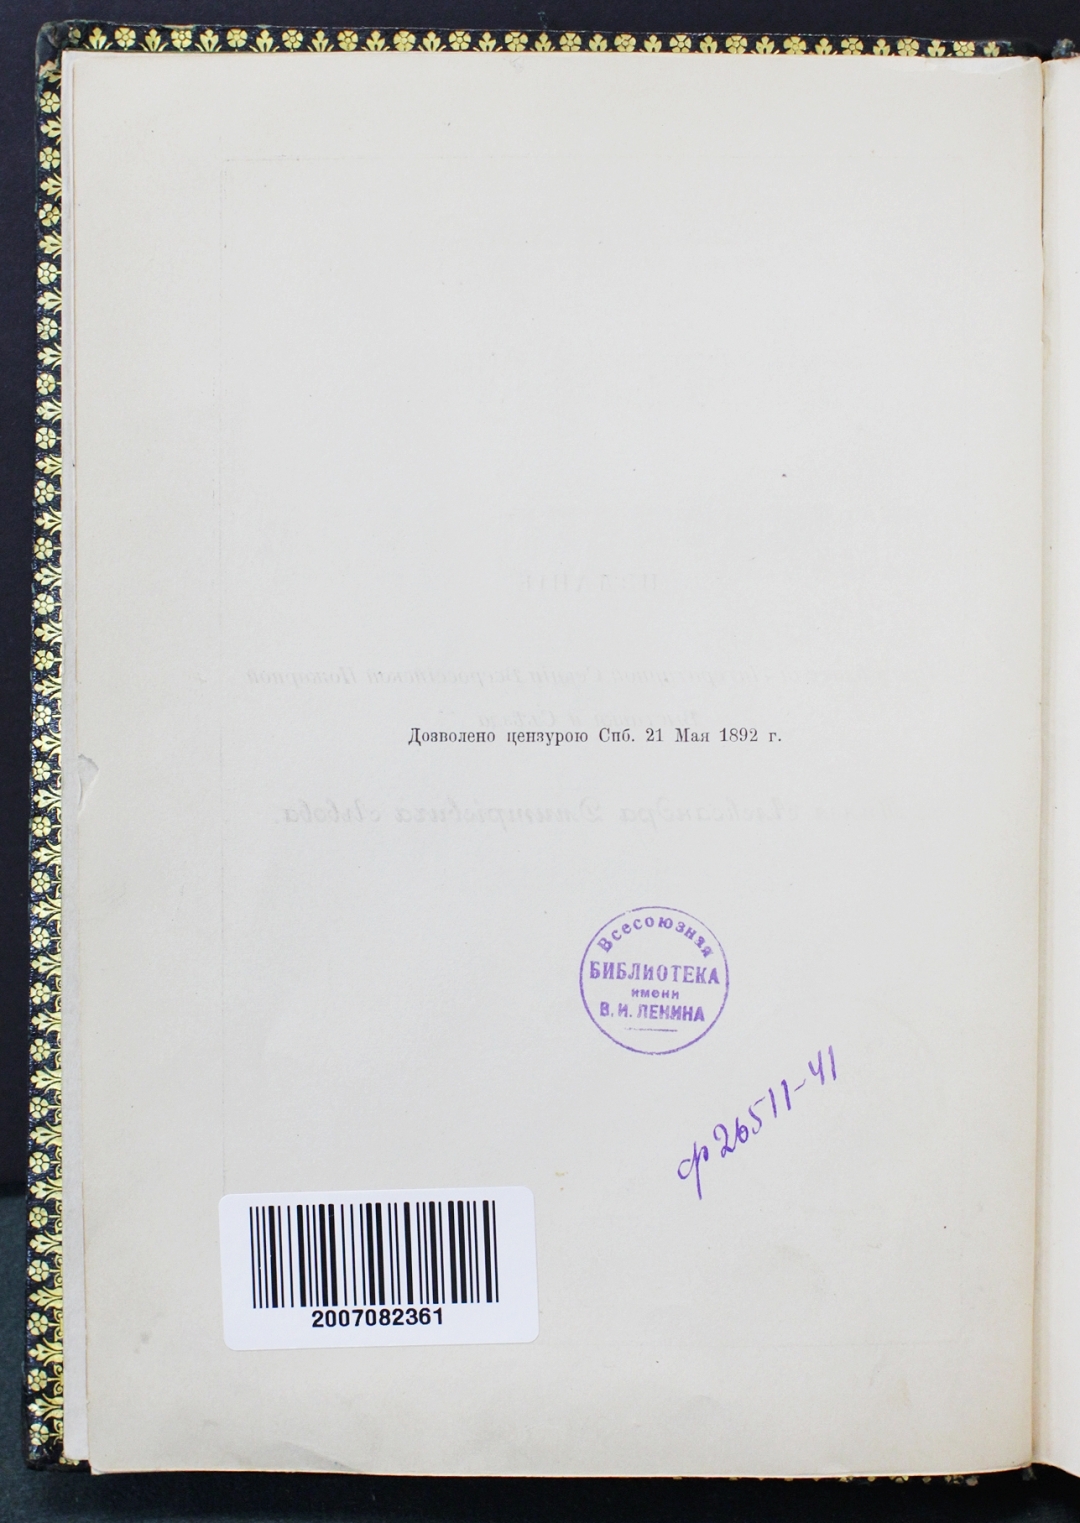 Дозволено цензурою Спб. 21 Мая 1892 г.
Всесоюзная
БИБЛИОТЕКА
имени
В. И. ЛЕНИНА
ф 26511-41
2007082361